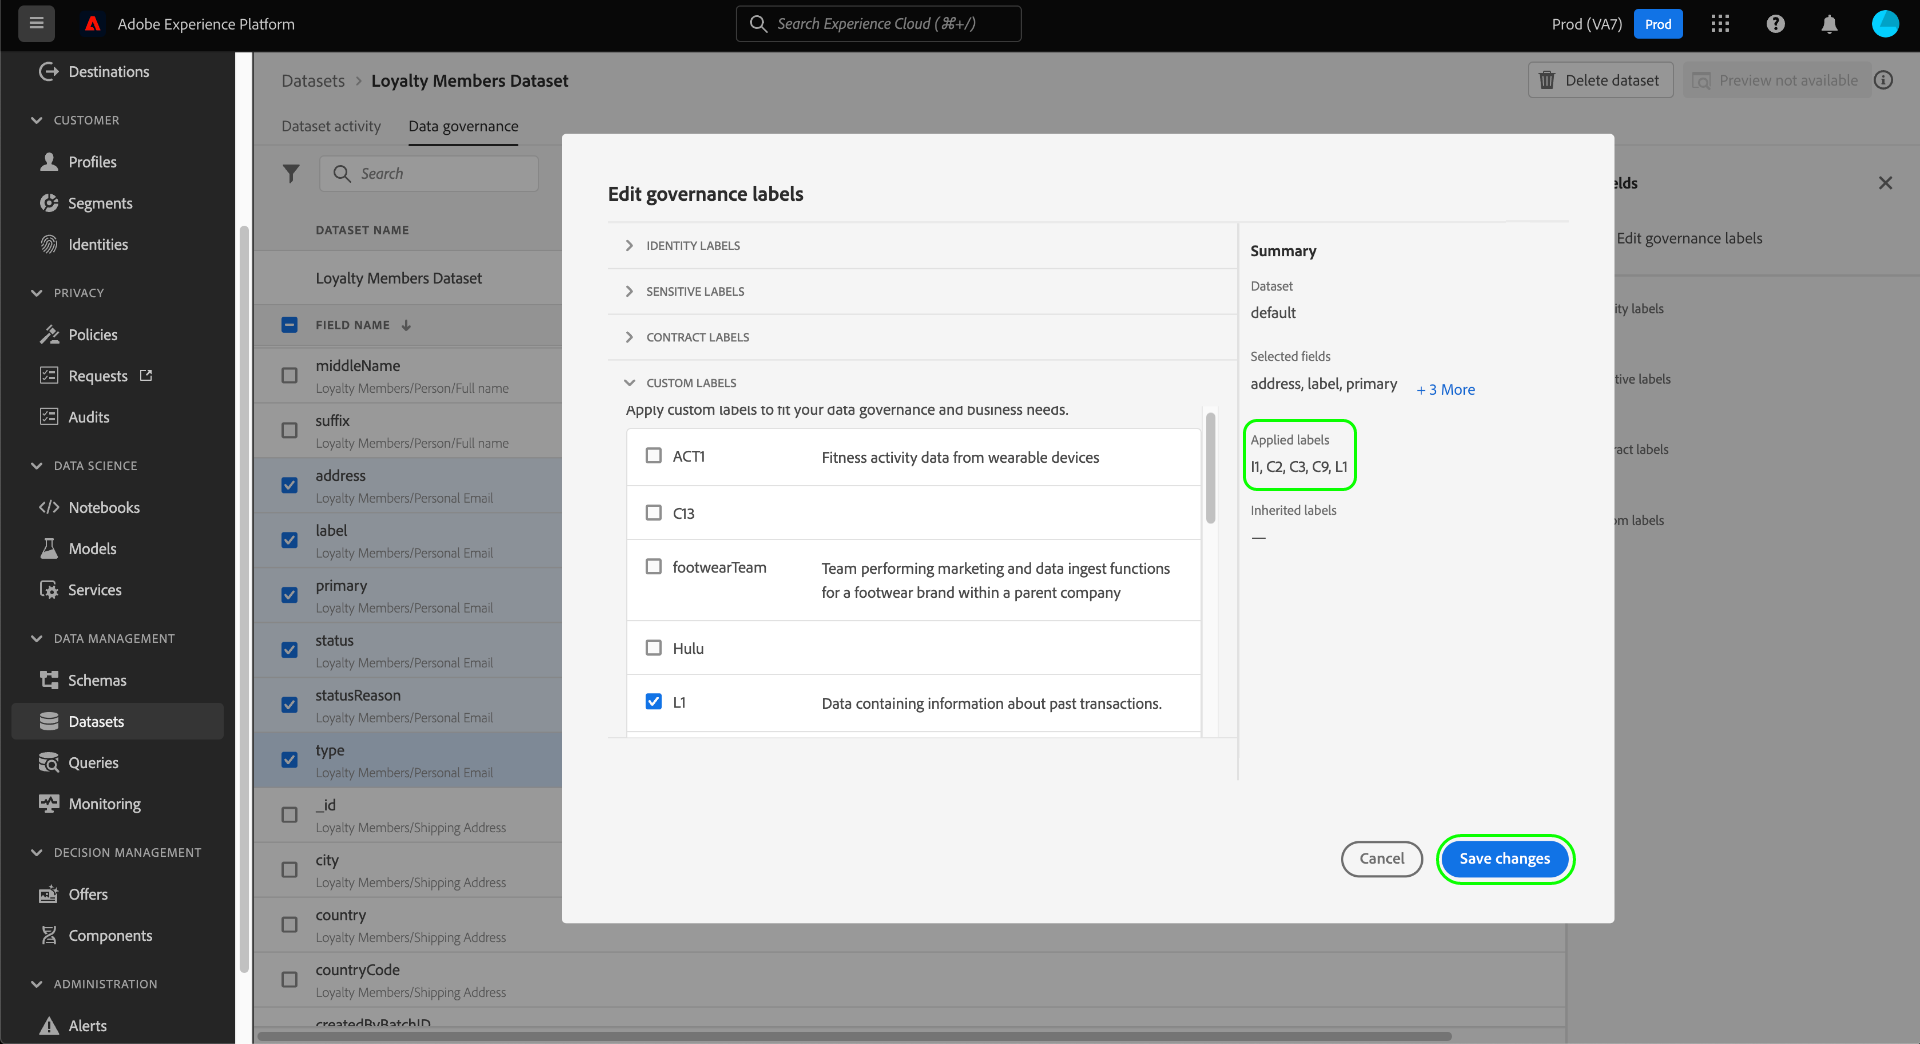 Adobe Experience Platform
Search Experience Cloud (⌘+/)
Prod (VA7)
Prod
Destinations
CUSTOMER
Profiles
Segments
Identities
PRIVACY
Policies
Requests
Audits
DATA SCIENCE
Notebooks
Models
Services
DATA MANAGEMENT
Schemas
Datasets
Queries
Monitoring
DECISION MANAGEMENT
Offers
Components
ADMINISTRATION
Alerts
Datasets > Loyalty Members Dataset
Delete dataset
Preview not available
Dataset activity
Data governance
Search
DATASET NAME
Loyalty Members Dataset
FIELD NAME ↓
middleName
Loyalty Members/Person/Full name
suffix
Loyalty Members/Person/Full name
address
Loyalty Members/Personal Email
label
Loyalty Members/Personal Email
primary
Loyalty Members/Personal Email
status
Loyalty Members/Personal Email
statusReason
Loyalty Members/Personal Email
type
Loyalty Members/Personal Email
_id
Loyalty Members/Shipping Address
city
Loyalty Members/Shipping Address
country
Loyalty Members/Shipping Address
countryCode
Loyalty Members/Shipping Address
createdByBatchID
Edit governance labels
IDENTITY LABELS
SENSITIVE LABELS
CONTRACT LABELS
CUSTOM LABELS
Apply custom labels to fit your data governance and business needs.
ACT1
Fitness activity data from wearable devices
C13
footwearTeam
Team performing marketing and data ingest functions
for a footwear brand within a parent company
Hulu
L1
Data containing information about past transactions.
Summary
Dataset
default
Selected fields
address, label, primary
+ 3 More
Applied labels
I1, C2, C3, C9, L1
Inherited labels
—
Cancel
Save changes
lds
Edit governance labels
ity labels
tive labels
act labels
m labels